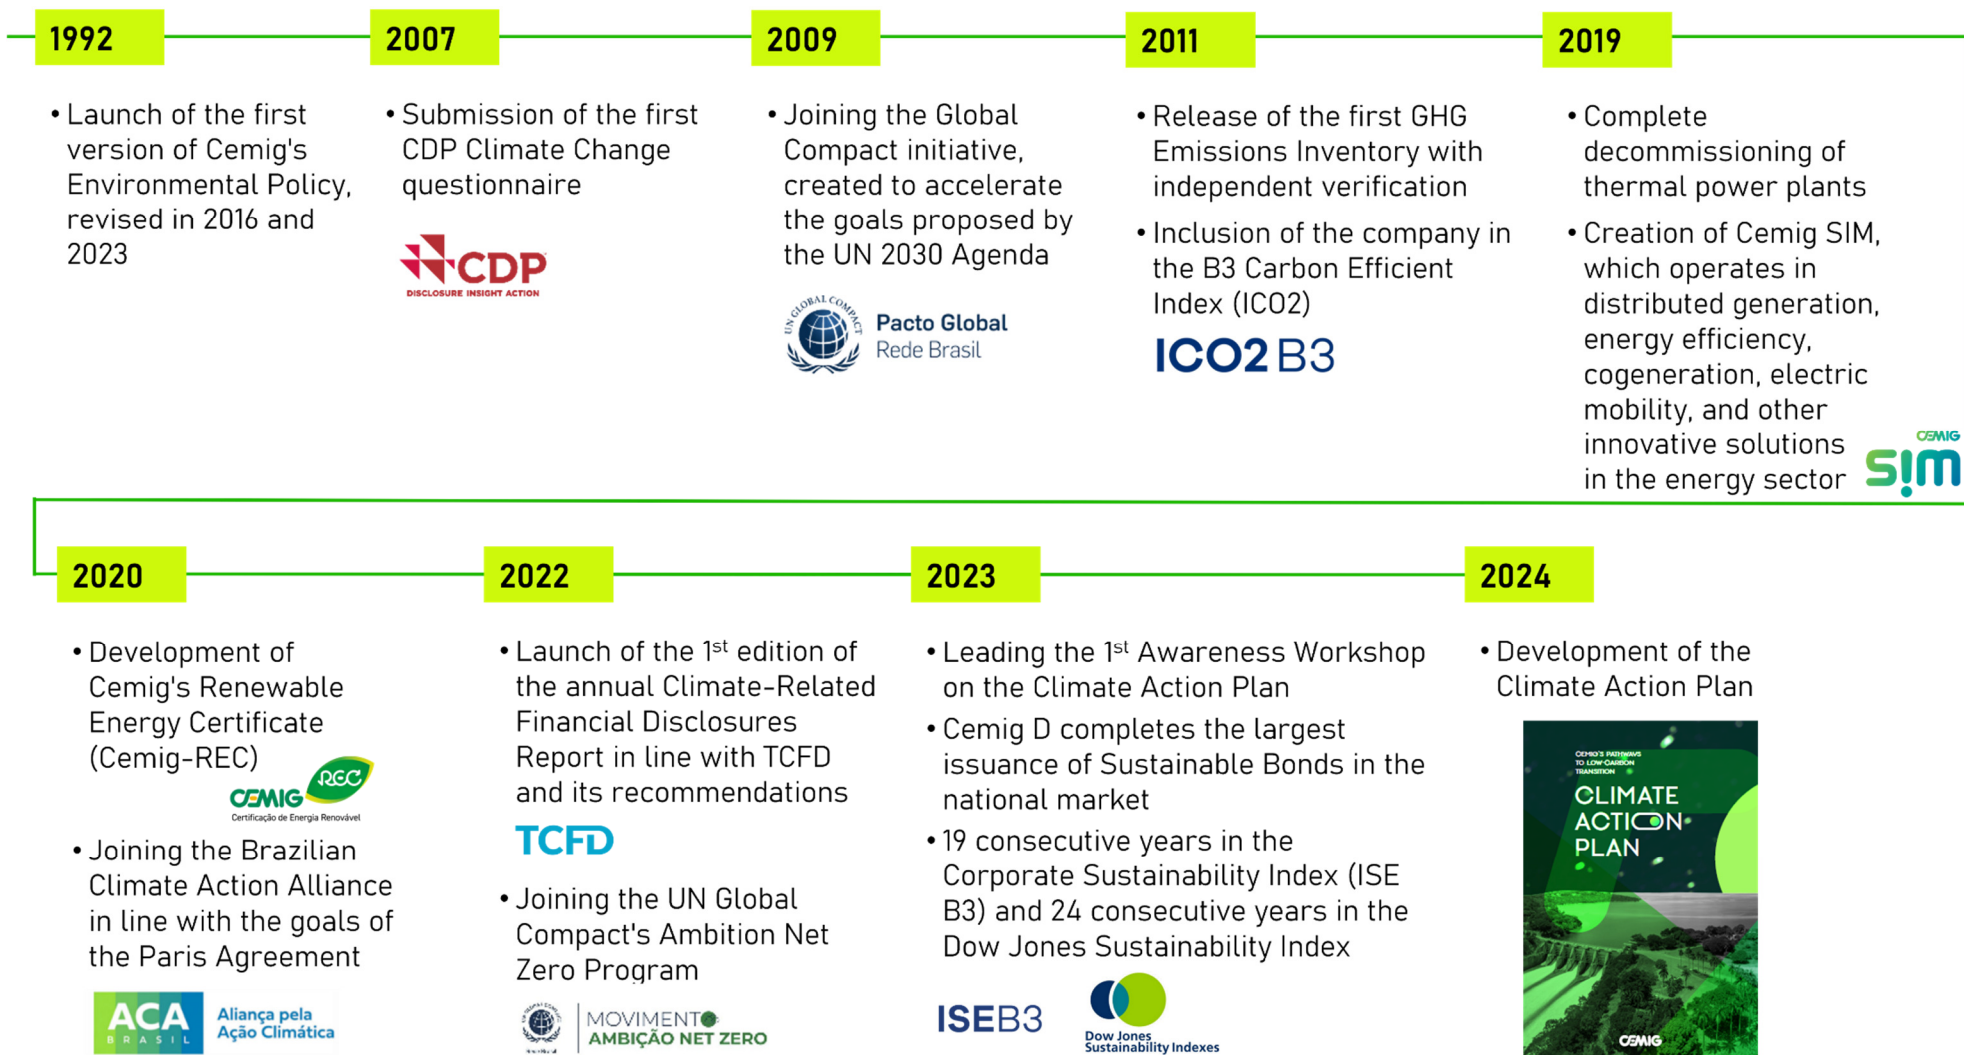 1992
• Launch of the first
version of Cemig's
Environmental Policy,
revised in 2016 and
2023
2007
• Submission of the first
CDP Climate Change
questionnaire
CDP
DISCLOSURE INSIGHT ACTION
2009
• Joining the Global
Compact initiative,
created to accelerate
the goals proposed by
the UN 2030 Agenda
UN GLOBAL COMPACT
Pacto Global
Rede Brasil
2011
• Release of the first GHG
Emissions Inventory with
independent verification
• Inclusion of the company in
the B3 Carbon Efficient
Index (ICO2)
ICO2 B3
2019
• Complete
decommissioning of
thermal power plants
• Creation of Cemig SIM,
which operates in
distributed generation,
energy efficiency,
cogeneration, electric
mobility, and other
innovative solutions
in the energy sector
CEMIG
sim
2020
• Development of
Cemig's Renewable
Energy Certificate
(Cemig-REC)
CEMIG REC
Certificação de Energia Renovável
• Joining the Brazilian
Climate Action Alliance
in line with the goals of
the Paris Agreement
ACA
BRASIL
Aliança pela
Ação Climática
2022
• Launch of the 1st edition of
the annual Climate-Related
Financial Disclosures
Report in line with TCFD
and its recommendations
TCFD
• Joining the UN Global
Compact's Ambition Net
Zero Program
MOVIMENTO
AMBIÇÃO NET ZERO
2023
• Leading the 1st Awareness Workshop
on the Climate Action Plan
• Cemig D completes the largest
issuance of Sustainable Bonds in the
national market
• 19 consecutive years in the
Corporate Sustainability Index (ISE
B3) and 24 consecutive years in the
Dow Jones Sustainability Index
ISEB3
Dow Jones
Sustainability Indexes
2024
• Development of the
Climate Action Plan
CEMIG'S PATHWAYS
TO LOW-CARBON
TRANSITION
CLIMATE
ACTION
PLAN
CEMIG